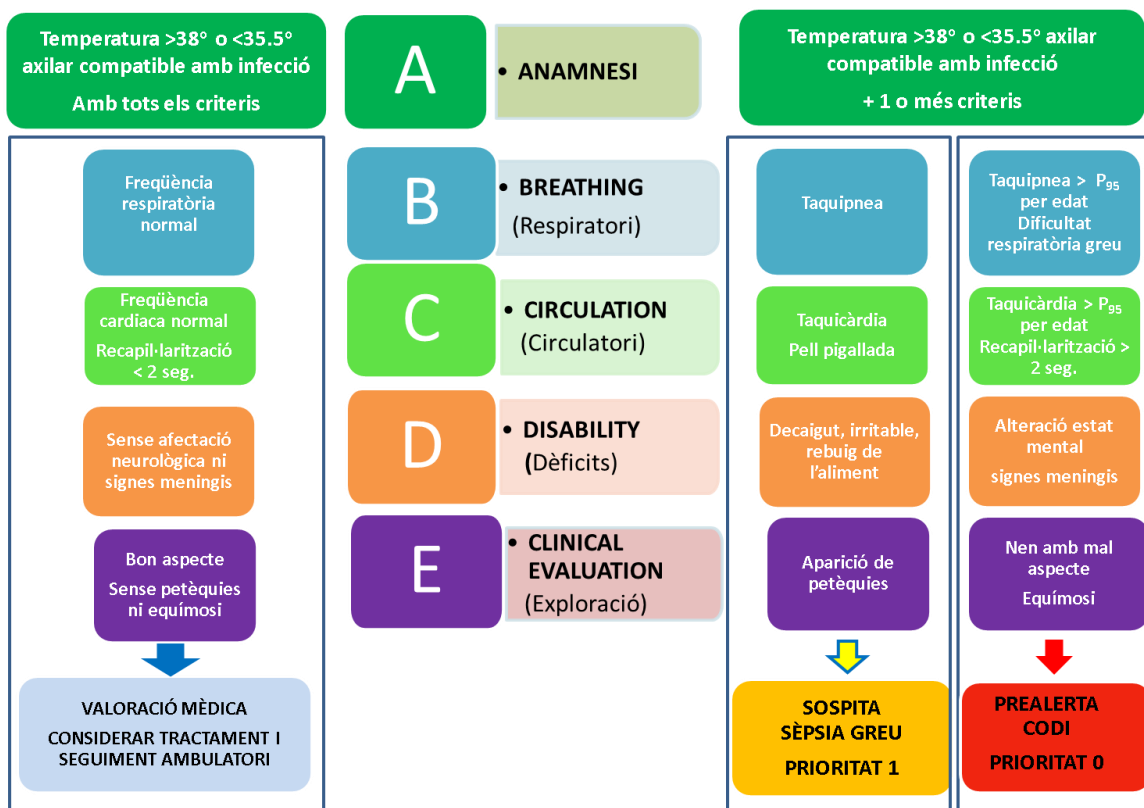 Temperatura >38° o <35.5°
axilar compatible amb infecció
Amb tots els criteris
Freqüència
respiratòria
normal
Freqüència
cardiaca normal
Recapil·larització
< 2 seg.
Sense afectació
neurològica ni
signes meningis
Bon aspecte
Sense petèquies
ni equímosi
VALORACIÓ MÈDICA
CONSIDERAR TRACTAMENT I
SEGUIMENT AMBULATORI
A
• ANAMNESI
B
• BREATHING
(Respiratori)
C
• CIRCULATION
(Circulatori)
D
• DISABILITY
(Dèficits)
E
• CLINICAL
EVALUATION
(Exploració)
Temperatura >38° o <35.5° axilar
compatible amb infecció
+ 1 o més criteris
Taquipnea
Taquicàrdia
Pell pigallada
Decaigut, irritable,
rebuig de
l’aliment
Aparició de
petèquies
SOSPITA
SÈPSIA GREU
PRIORITAT 1
Taquipnea > P95
per edat
Dificultat
respiratòria greu
Taquicàrdia > P95
per edat
Recapil·larització >
2 seg.
Alteració estat
mental
signes meningis
Nen amb mal
aspecte
Equímosi
PREALERTA
CODI
PRIORITAT 0